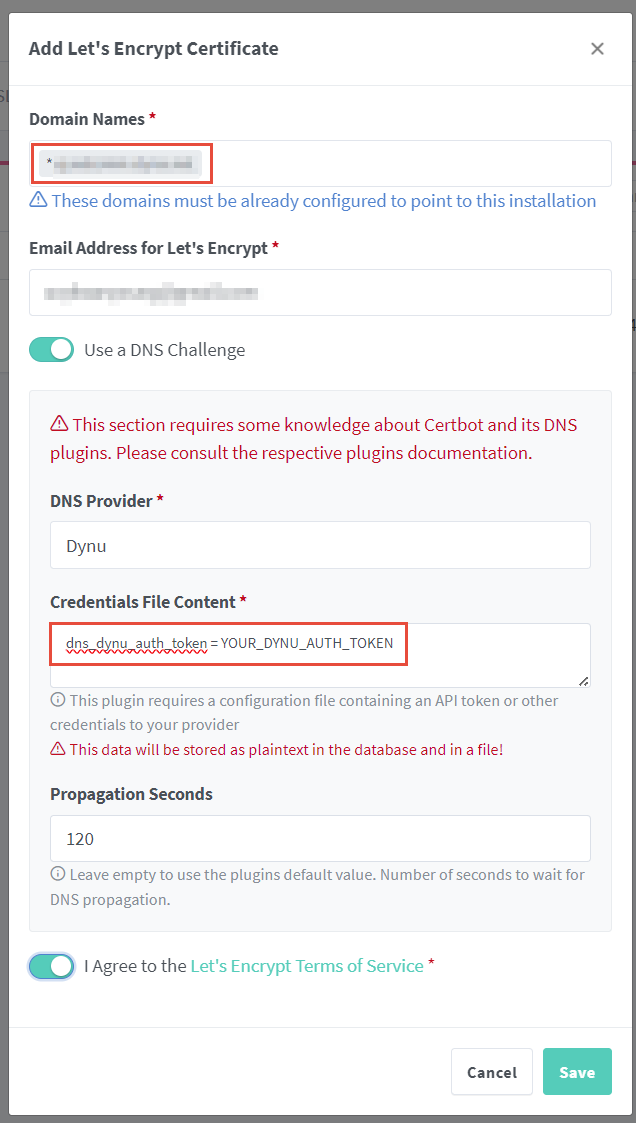 Add Let's Encrypt Certificate
Domain Names *
*
These domains must be already configured to point to this installation
Email Address for Let's Encrypt *
Use a DNS Challenge
This section requires some knowledge about Certbot and its DNS
plugins. Please consult the respective plugins documentation.
DNS Provider *
Dynu
Credentials File Content *
dns_dynu_auth_token = YOUR_DYNU_AUTH_TOKEN
This plugin requires a configuration file containing an API token or other
credentials to your provider
This data will be stored as plaintext in the database and in a file!
Propagation Seconds
120
Leave empty to use the plugins default value. Number of seconds to wait for
DNS propagation.
I Agree to the Let's Encrypt Terms of Service *
Cancel
Save